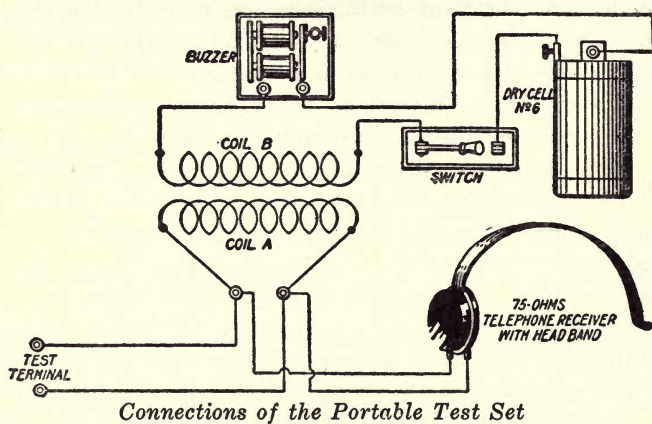 BUZZER
DRY CELL
Nº6
COIL B
SWITCH
COIL A
75-OHMS
TELEPHONE RECEIVER
WITH HEAD BAND
TEST
TERMINAL
Connections of the Portable Test Set